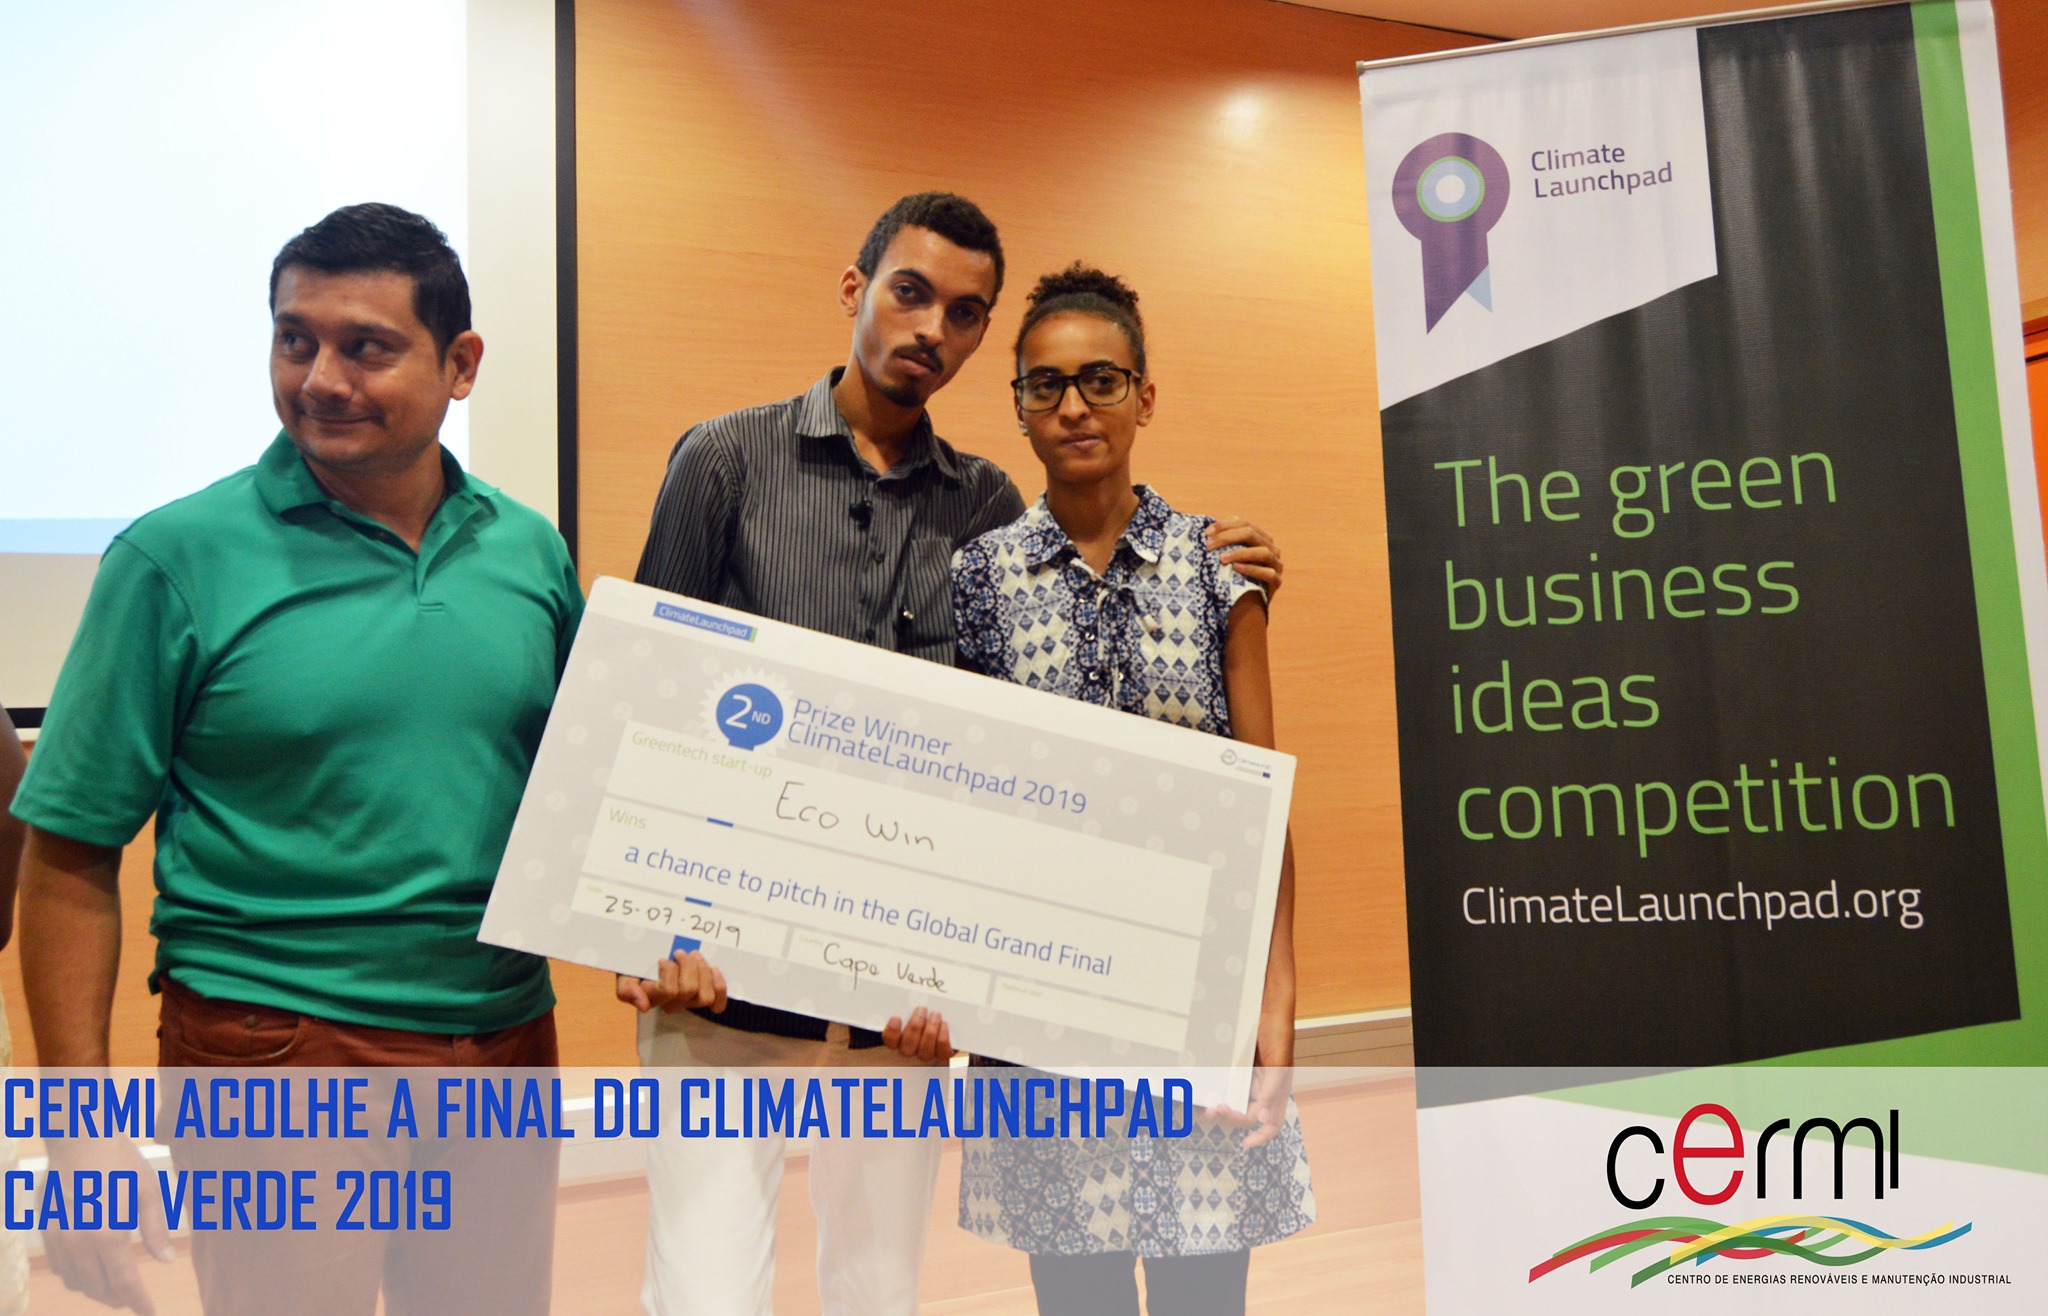 Climate
Launchpad
The green
business
ideas
competition
ClimateLaunchpad.org
ClimateLaunchpad
2ND
Prize Winner
ClimateLaunchpad 2019
Greentech start-up
Eco Win
Wins
a chance to pitch in the Global Grand Final
25-07-2019
Cape Verde
CERMI ACOLHE A FINAL DO CLIMATELAUNCHPAD
CABO VERDE 2019
cermi
CENTRO DE ENERGIAS RENOVÁVEIS E MANUTENÇÃO INDUSTRIAL